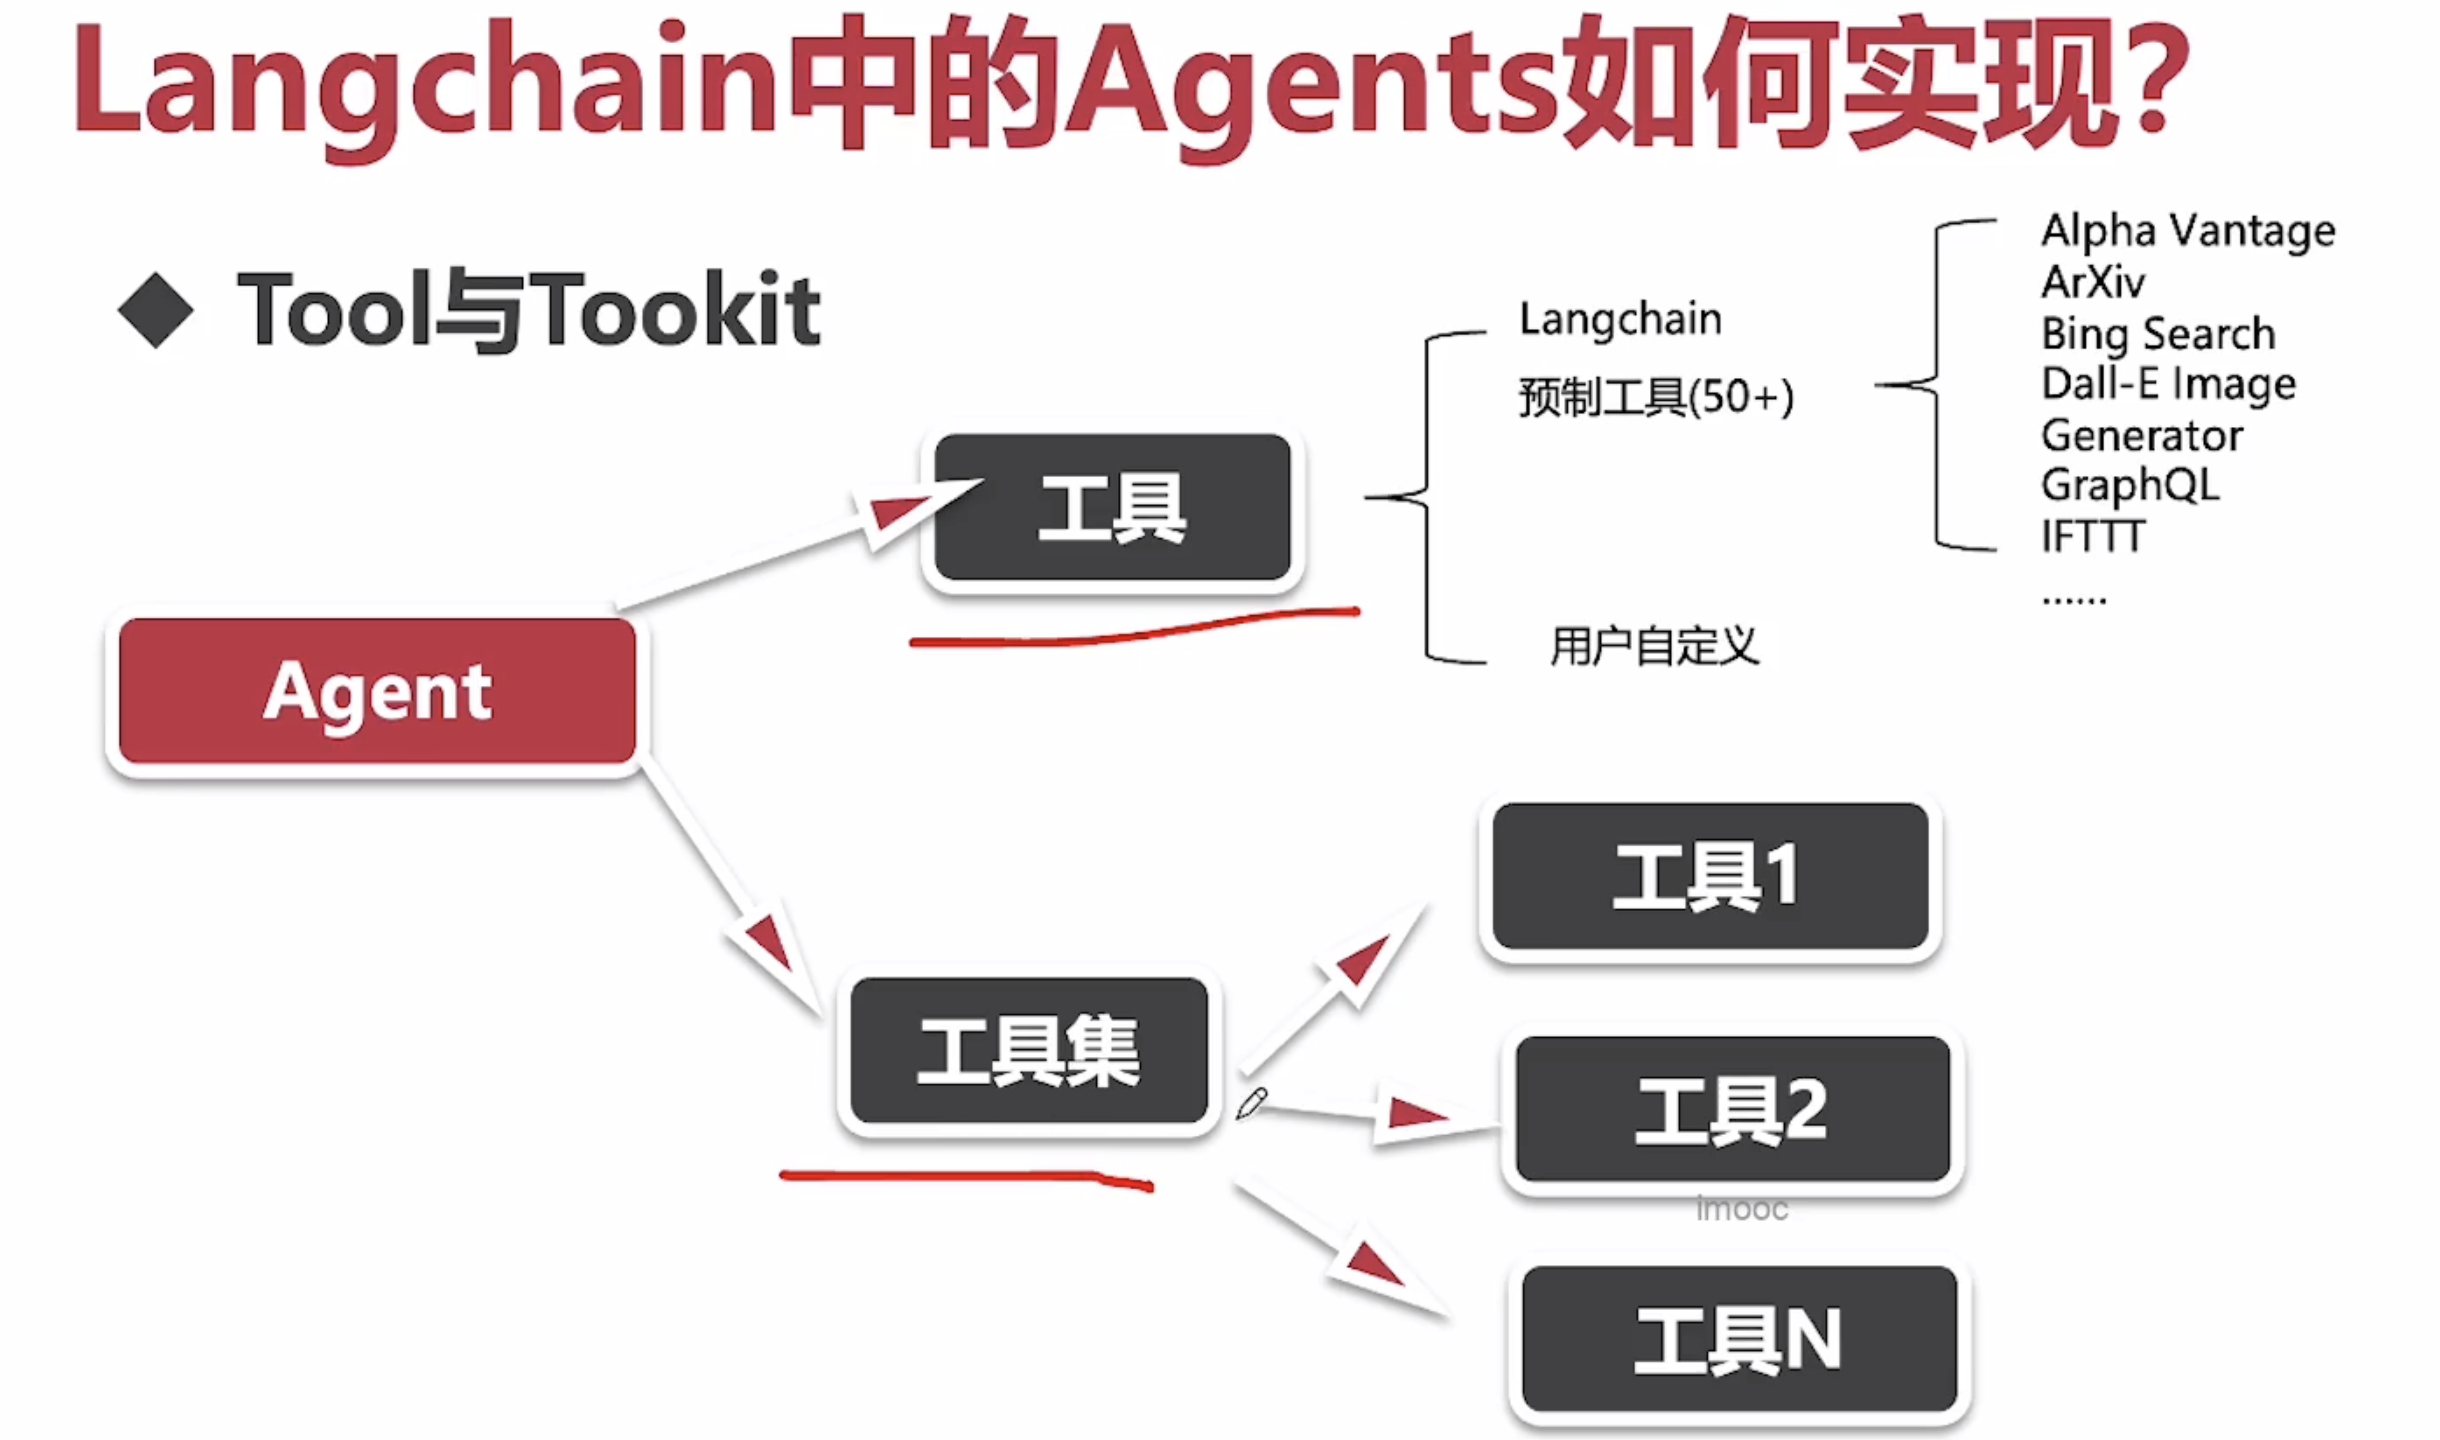 Langchain中的Agents如何实现?
Tool与Tookit
Alpha Vantage
ArXiv
Bing Search
Dall-E Image
Generator
GraphQL
IFTTT
......
Langchain
预制工具(50+)
工具
用户自定义
Agent
工具1
工具集
工具2
imooc
工具N